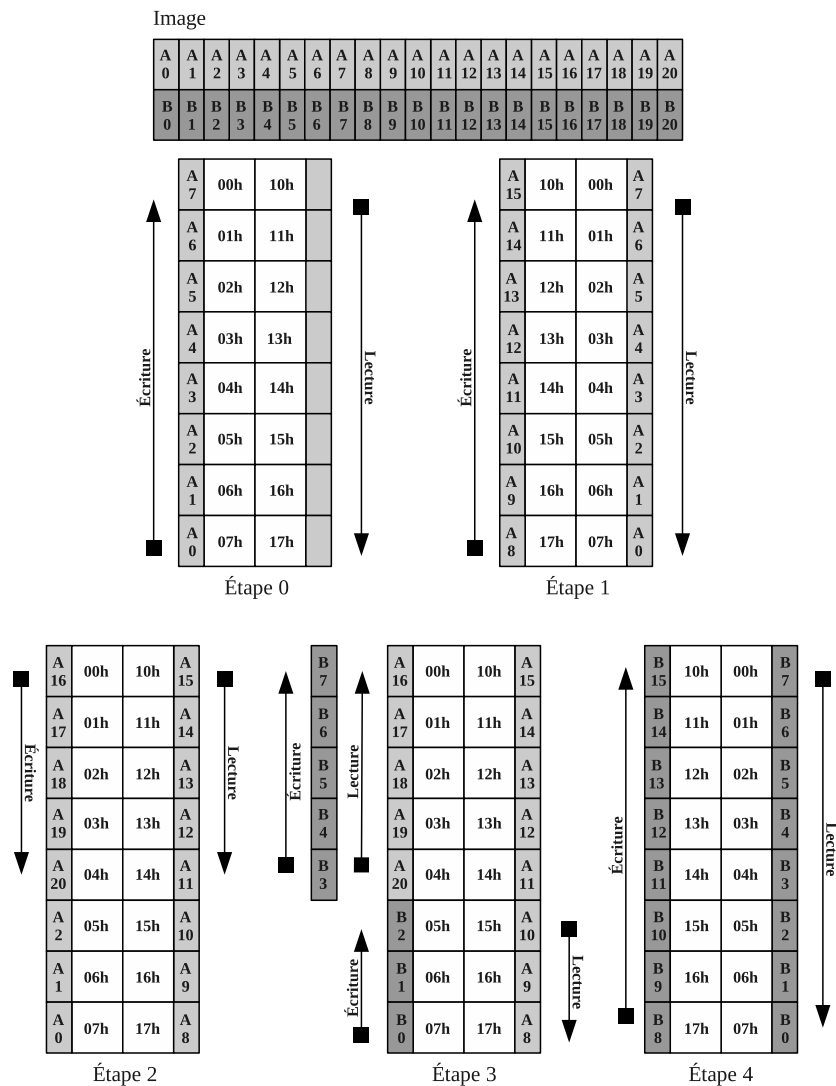 Image
A A A A A A A A A A A A A A A A A A A A A
0 1 2 3 4 5 6 7 8 9 10 11 12 13 14 15 16 17 18 19 20
B B B B B B B B B B B B B B B B B B B B B
0 1 2 3 4 5 6 7 8 9 10 11 12 13 14 15 16 17 18 19 20
Écriture
A 7 00h 10h
A 6 01h 11h
A 5 02h 12h
A 4 03h 13h
A 3 04h 14h
A 2 05h 15h
A 1 06h 16h
A 0 07h 17h
Lecture
Étape 0
Écriture
A 15 10h 00h A 7
A 14 11h 01h A 6
A 13 12h 02h A 5
A 12 13h 03h A 4
A 11 14h 04h A 3
A 10 15h 05h A 2
A 9 16h 06h A 1
A 8 17h 07h A 0
Lecture
Étape 1
Écriture
A 16 00h 10h A 15
A 17 01h 11h A 14
A 18 02h 12h A 13
A 19 03h 13h A 12
A 20 04h 14h A 11
A 2 05h 15h A 10
A 1 06h 16h A 9
A 0 07h 17h A 8
Lecture
Étape 2
Écriture
B 7
B 6
B 5
B 4
B 3
Lecture
Écriture
A 16 00h 10h A 15
A 17 01h 11h A 14
A 18 02h 12h A 13
A 19 03h 13h A 12
A 20 04h 14h A 11
B 2 05h 15h A 10
B 1 06h 16h A 9
B 0 07h 17h A 8
Lecture
Étape 3
Écriture
B 15 10h 00h B 7
B 14 11h 01h B 6
B 13 12h 02h B 5
B 12 13h 03h B 4
B 11 14h 04h B 3
B 10 15h 05h B 2
B 9 16h 06h B 1
B 8 17h 07h B 0
Lecture
Étape 4